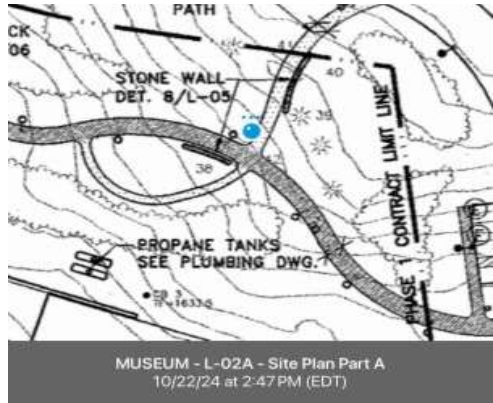 PATH
CK
06
STONE WALL
DET. 8/L-05
41
40
39
38
PHASE 1 CONTRACT LIMIT LINE
PROPANE TANKS
SEE PLUMBING DWG.
MUSEUM - L-02A - Site Plan Part A
10/22/24 at 2:47 PM (EDT)